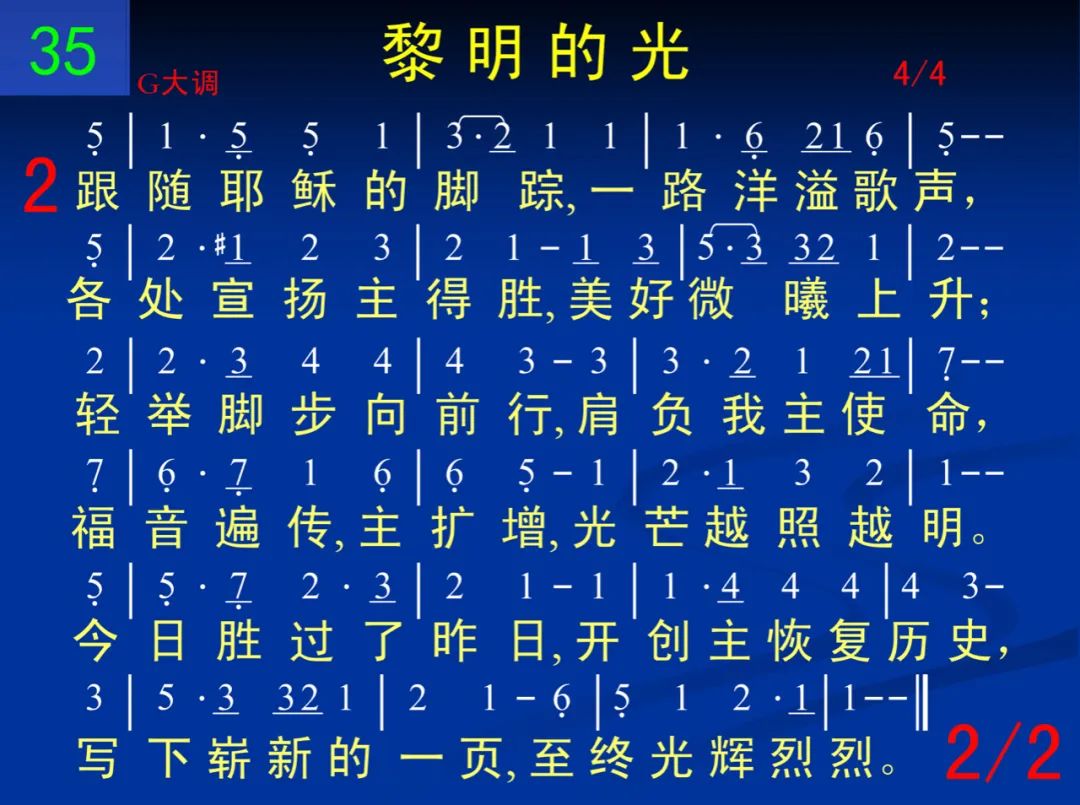 35
黎明的光
G大调 4/4
5 | 1 · 5 5 1 | 3 · 2 1 1 | 1 · 6 21 6 | 5--
2 跟随耶稣的脚踪,一路洋溢歌声,
5 | 2 · #1 2 3 | 2 1 - 1 3 | 5 · 3 32 1 | 2--
各处宣扬主得胜,美好微曦上升;
2 | 2 · 3 4 4 | 4 3 - 3 | 3 · 2 1 21 | 7--
轻举脚步向前行,肩负我主使命,
7 | 6 · 7 1 6 | 6 5 - 1 | 2 · 1 3 2 | 1--
福音遍传,主扩增,光芒越照越明。
5 | 5 · 7 2 · 3 | 2 1 - 1 | 1 · 4 4 4 | 4 3-
今日胜过了昨日,开创主恢复历史,
3 | 5 · 3 32 1 | 2 1 - 6 | 5 1 2 · 1 | 1--
写下崭新的一页,至终光辉烈烈。
2/2